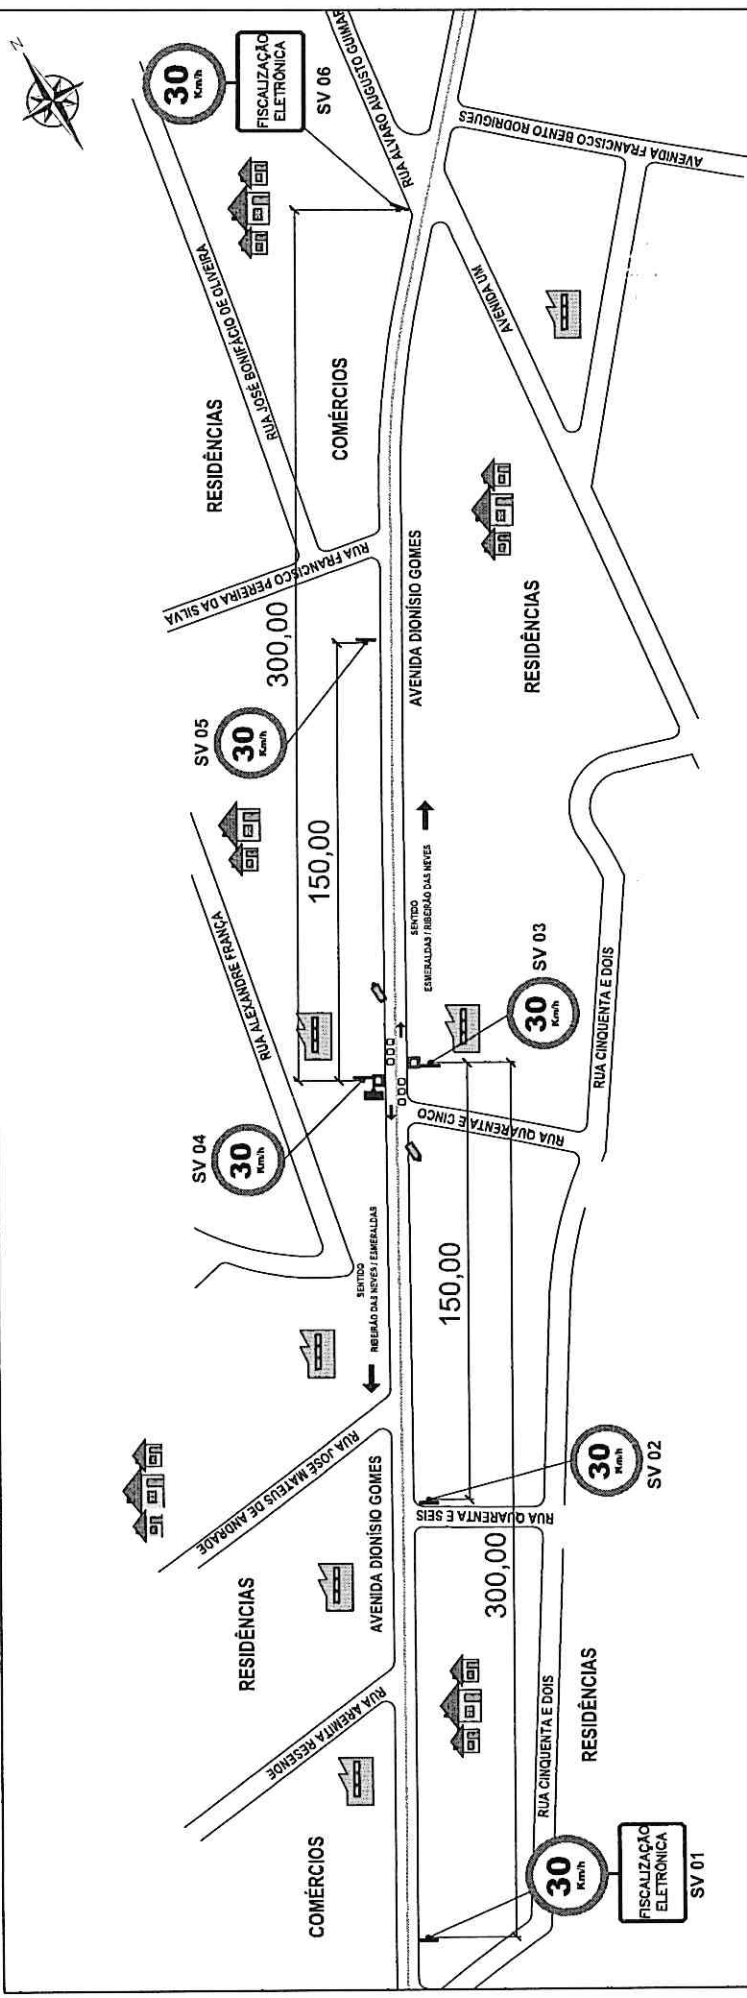 N
30
Km/h
FISCALIZAÇÃO
ELETRÔNICA
SV 06
RUA ALVARO AUGUSTO GUIMAR
AVENIDA FRANCISCO BENTO RODRIGUES
RUA JOSÉ BONIFÁCIO DE OLIVEIRA
RESIDÊNCIAS
COMÉRCIOS
AVENIDA UM
RUA FRANCISCO PEREIRA DA SILVA
300,00
SV 05
30
Km/h
150,00
AVENIDA DIONÍSIO GOMES
RESIDÊNCIAS
RUA ALEXANDRE FRANÇA
SENTIDO
ESMERALDAS / RIBEIRÃO DAS NEVES
SV 04
30
Km/h
30
Km/h
SV 03
RUA CINQUENTA E DOIS
RUA QUARENTA E CINCO
SENTIDO
RIBEIRÃO DAS NEVES / ESMERALDAS
150,00
RUA JOSÉ MATEUS DE ANDRADE
AVENIDA DIONÍSIO GOMES
30
Km/h
SV 02
RUA QUARENTA E SEIS
RESIDÊNCIAS
300,00
RUA AREMITA RESENDE
RUA CINQUENTA E DOIS
RESIDÊNCIAS
COMÉRCIOS
30
Km/h
FISCALIZAÇÃO
ELETRÔNICA
SV 01